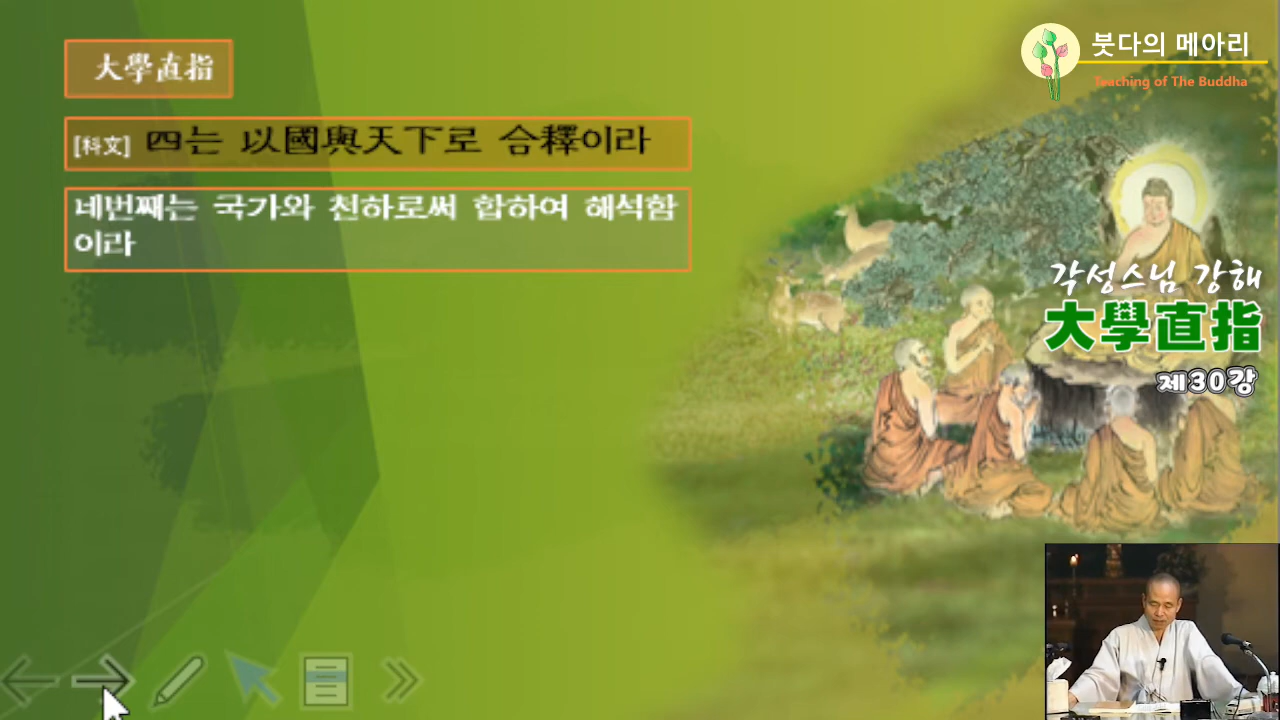 大學直指
[科文] 四는 以國與天下로 合釋이라
네번째는 국가와 천하로써 합하여 해석함
이라
붓다의 메아리
Teaching of The Buddha
각성스님 강해
大學直指
제30강